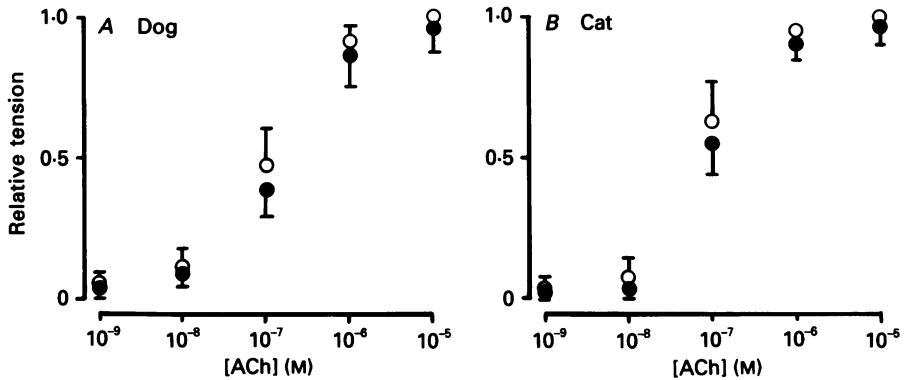 A Dog
Relative tension
1.0
0·5
0
10⁻⁹ 10⁻⁸ 10⁻⁷ 10⁻⁶ 10⁻⁵
[ACh] (M)
B Cat
1.0
0·5
0
10⁻⁹ 10⁻⁸ 10⁻⁷ 10⁻⁶ 10⁻⁵
[ACh] (M)